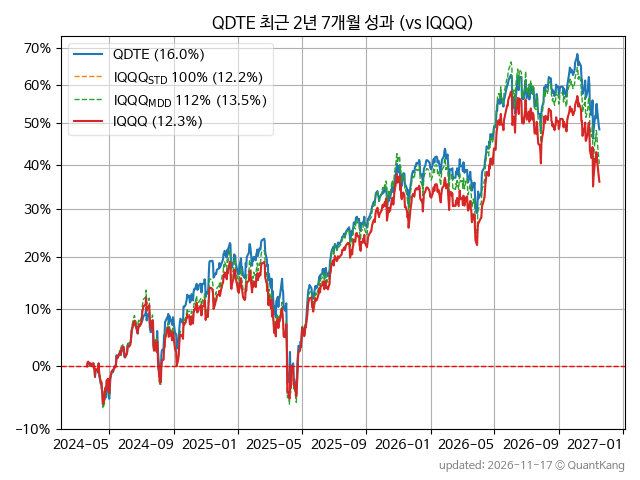 QDTE 최근 2년 7개월 성과 (vs IQQQ)
70%
60%
50%
40%
30%
20%
10%
0%
-10%
QDTE (16.0%)
IQQQSTD 100% (12.2%)
IQQQMDD 112% (13.5%)
IQQQ (12.3%)
2024-05 2024-09 2025-01 2025-05 2025-09 2026-01 2026-05 2026-09 2027-01
updated: 2026-11-17 © QuantKang